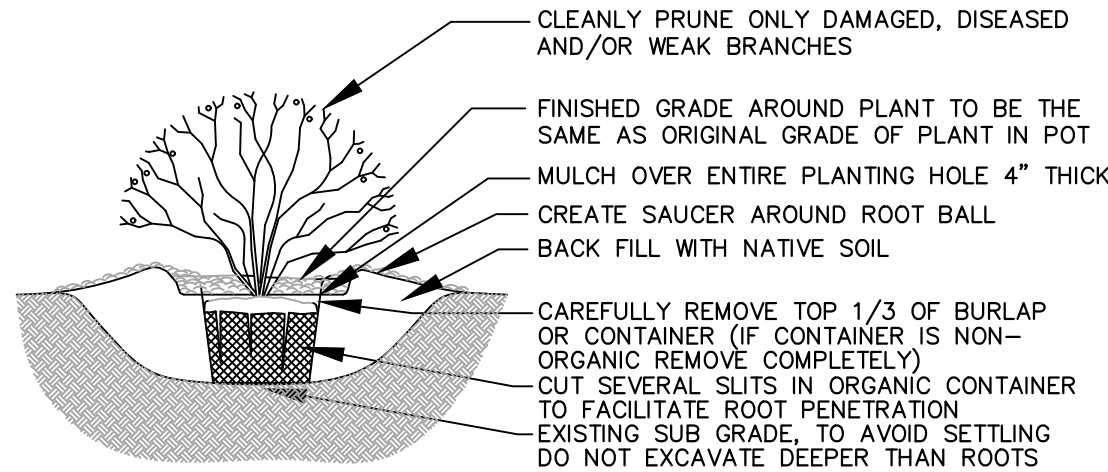 CLEANLY PRUNE ONLY DAMAGED, DISEASED
AND/OR WEAK BRANCHES
FINISHED GRADE AROUND PLANT TO BE THE
SAME AS ORIGINAL GRADE OF PLANT IN POT
MULCH OVER ENTIRE PLANTING HOLE 4" THICK
CREATE SAUCER AROUND ROOT BALL
BACK FILL WITH NATIVE SOIL
CAREFULLY REMOVE TOP 1/3 OF BURLAP
OR CONTAINER (IF CONTAINER IS NON-
ORGANIC REMOVE COMPLETELY)
CUT SEVERAL SLITS IN ORGANIC CONTAINER
TO FACILITATE ROOT PENETRATION
EXISTING SUB GRADE, TO AVOID SETTLING
DO NOT EXCAVATE DEEPER THAN ROOTS